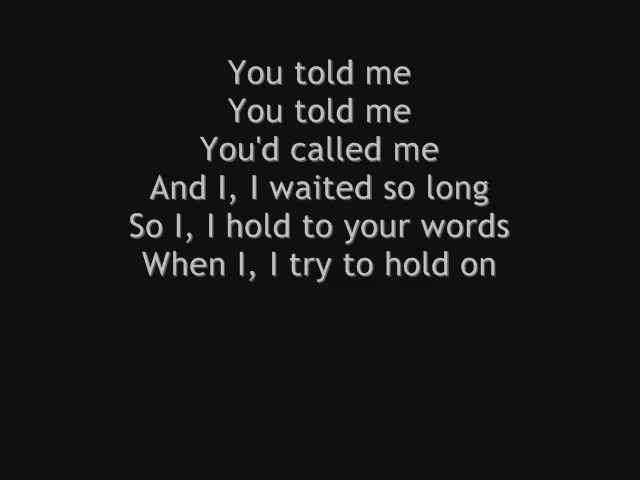 You told me
You told me
You'd called me
And I, I waited so long
So I, I hold to your words
When I, I try to hold on